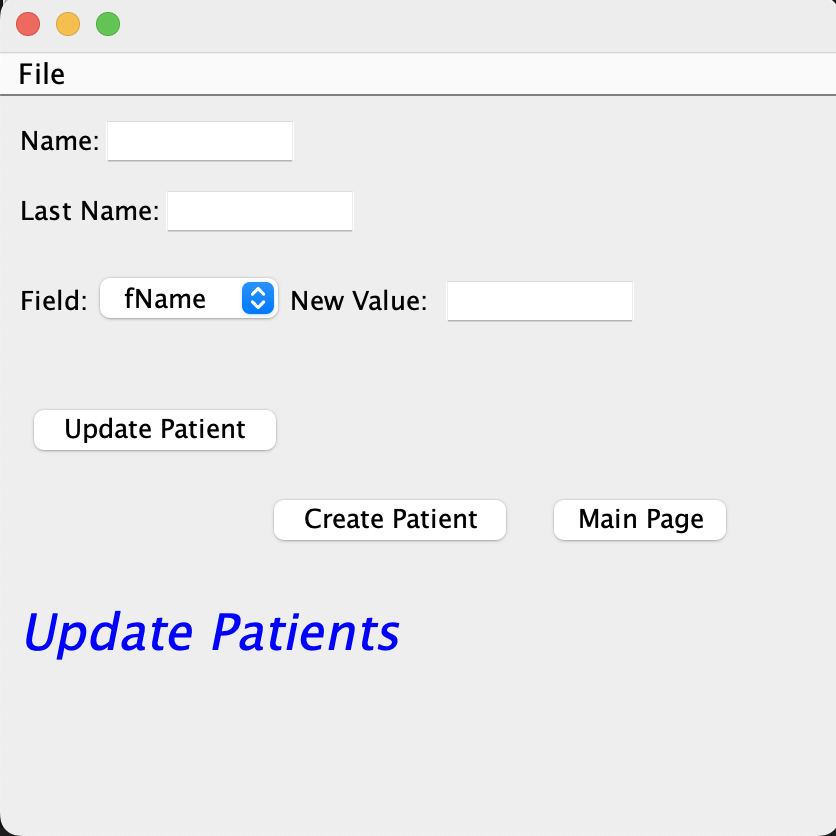 File
Name:
Last Name:
Field: fName New Value:
Update Patient
Create Patient Main Page
Update Patients